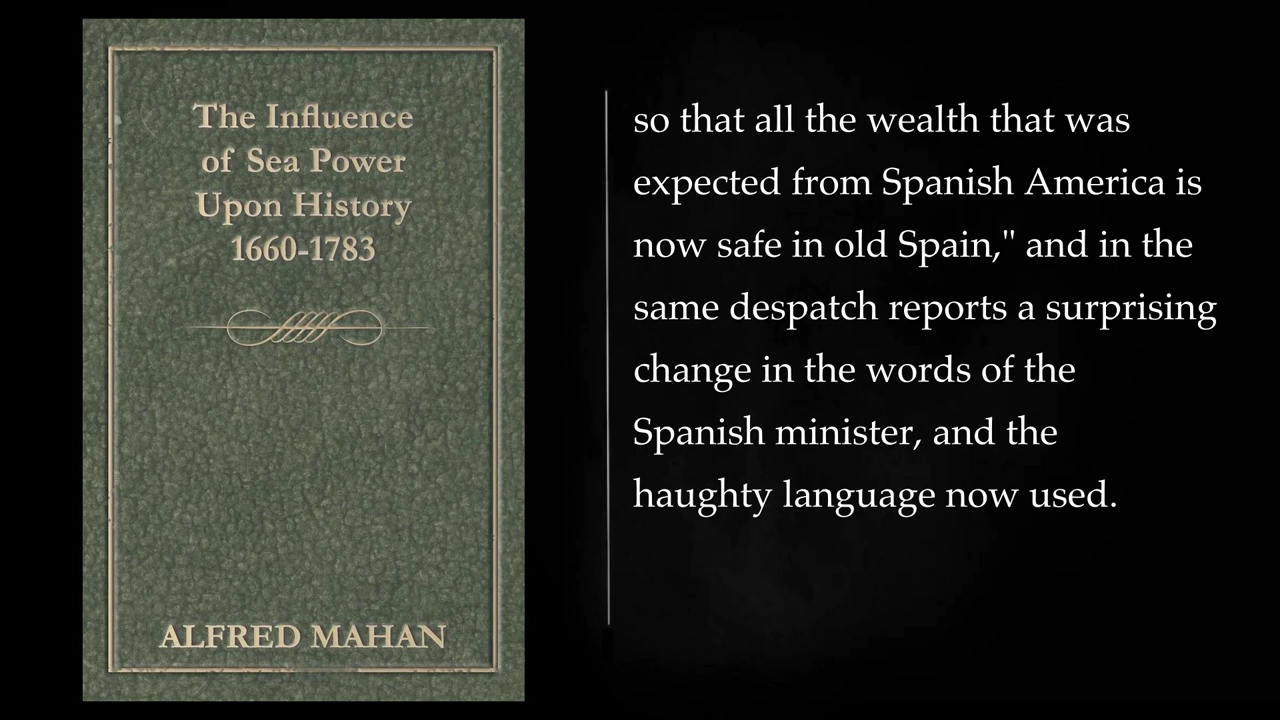 The Influence
of Sea Power
Upon History
1660-1783
ALFRED MAHAN
so that all the wealth that was
expected from Spanish America is
now safe in old Spain," and in the
same despatch reports a surprising
change in the words of the
Spanish minister, and the
haughty language now used.